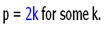 p = 2k for some k.